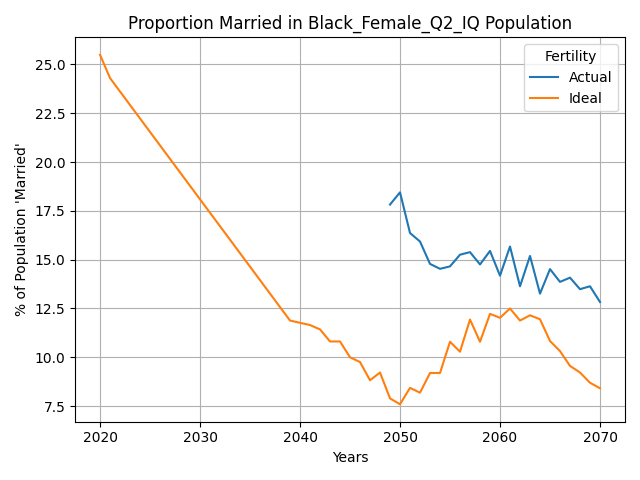 Proportion Married in Black_Female_Q2_IQ Population
Fertility
Actual
Ideal
% of Population 'Married'
25.0
22.5
20.0
17.5
15.0
12.5
10.0
7.5
2020
2030
2040
2050
2060
2070
Years